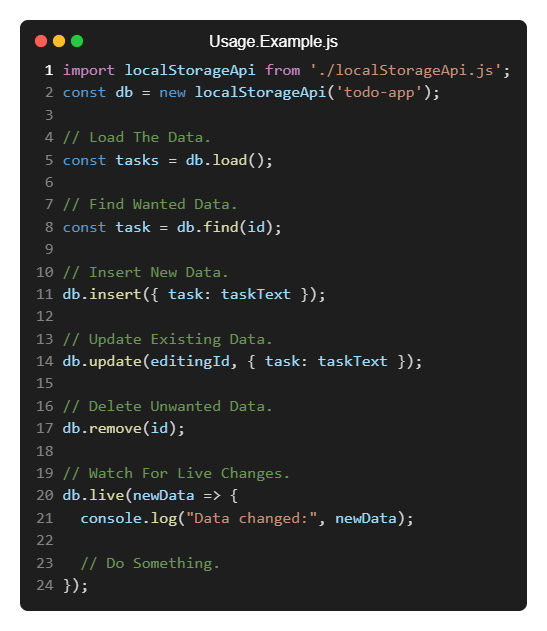 Usage.Example.js
1 import localStorageApi from './localStorageApi.js';
2 const db = new localStorageApi('todo-app');
3
4 // Load The Data.
5 const tasks = db.load();
6
7 // Find Wanted Data.
8 const task = db.find(id);
9
10 // Insert New Data.
11 db.insert({ task: taskText });
12
13 // Update Existing Data.
14 db.update(editingId, { task: taskText });
15
16 // Delete Unwanted Data.
17 db.remove(id);
18
19 // Watch For Live Changes.
20 db.live(newData => {
21   console.log("Data changed:", newData);
22
23   // Do Something.
24 });